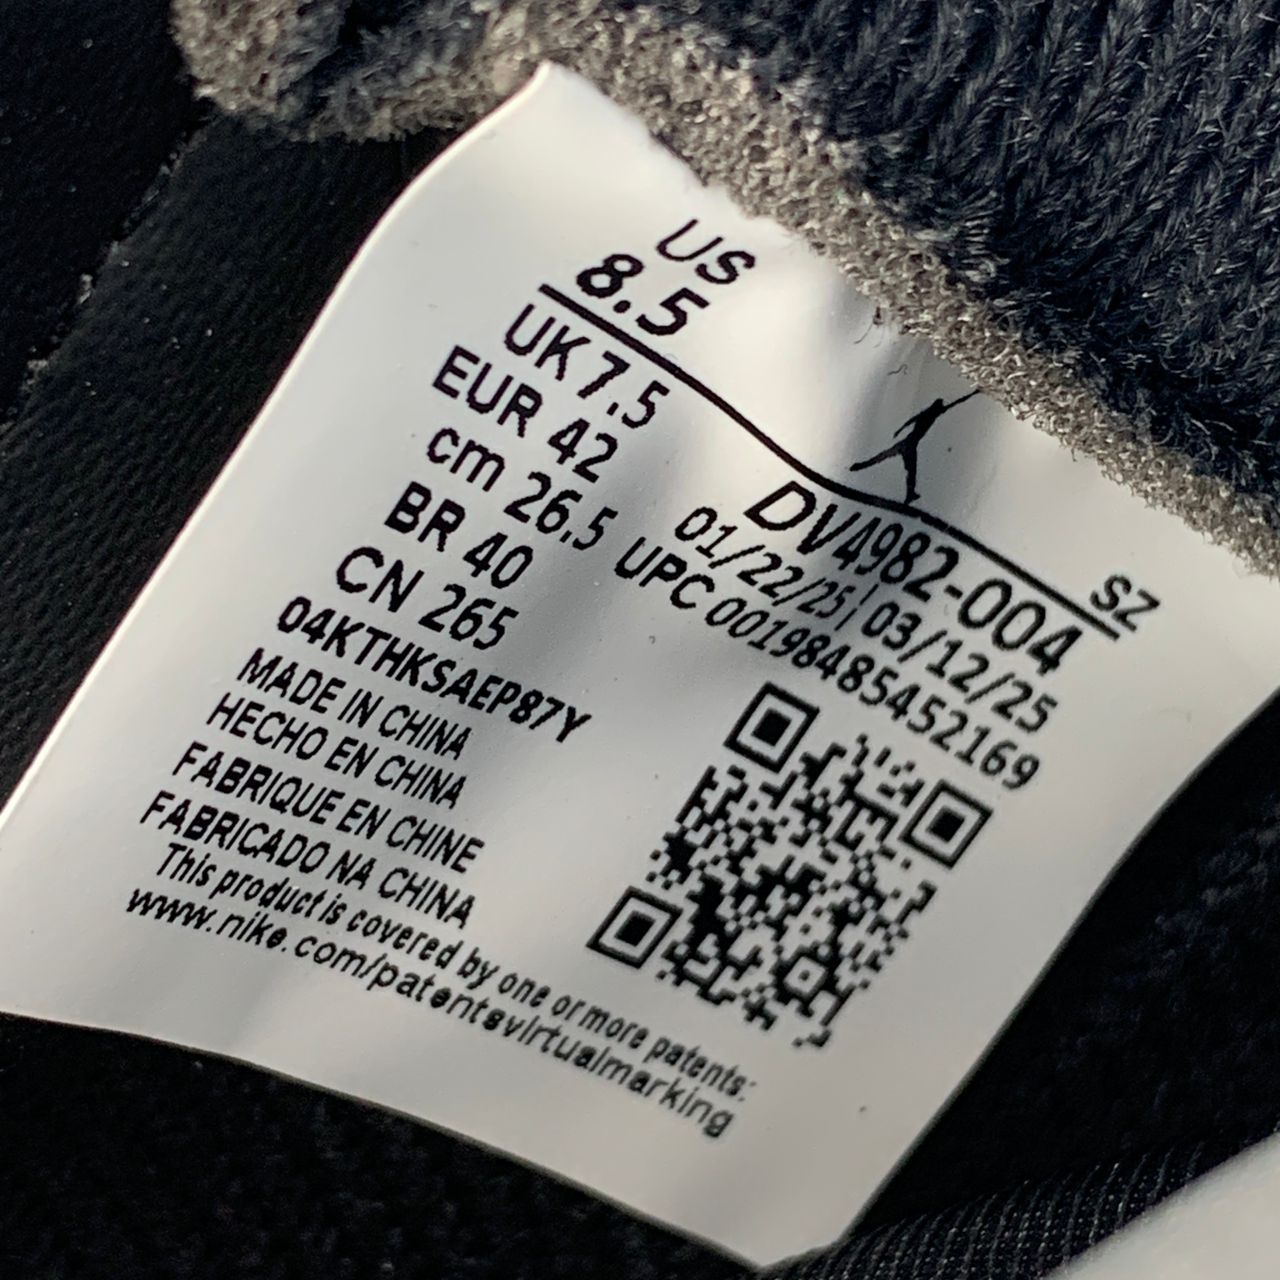 US
8.5
UK 7.5
EUR 42
cm 26.5
BR 40
CN 265
SZ
DV4982-004
01/22/25|03/12/25
UPC 00198485452169
04KTHKSAEP87Y
MADE IN CHINA
HECHO EN CHINA
FABRIQUE EN CHINE
FABRICADO NA CHINA
This product is covered by one or more patents:
www.nike.com/patentsvirtualmarking